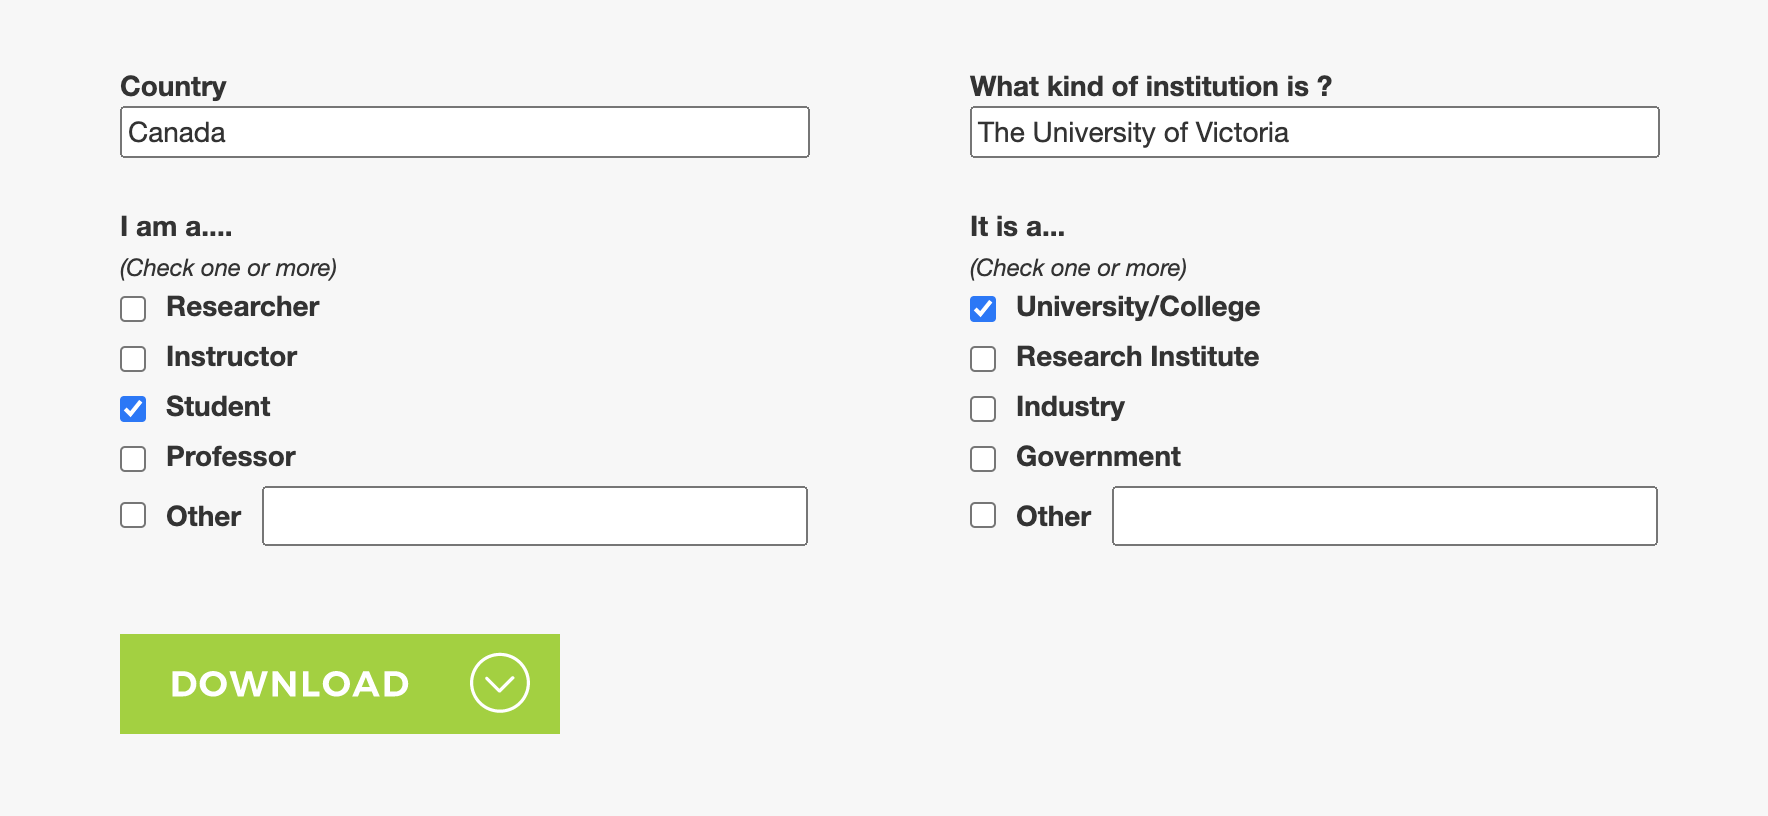 Country
Canada
I am a....
(Check one or more)
Researcher
Instructor
Student
Professor
Other
What kind of institution is ?
The University of Victoria
It is a...
(Check one or more)
University/College
Research Institute
Industry
Government
Other
DOWNLOAD